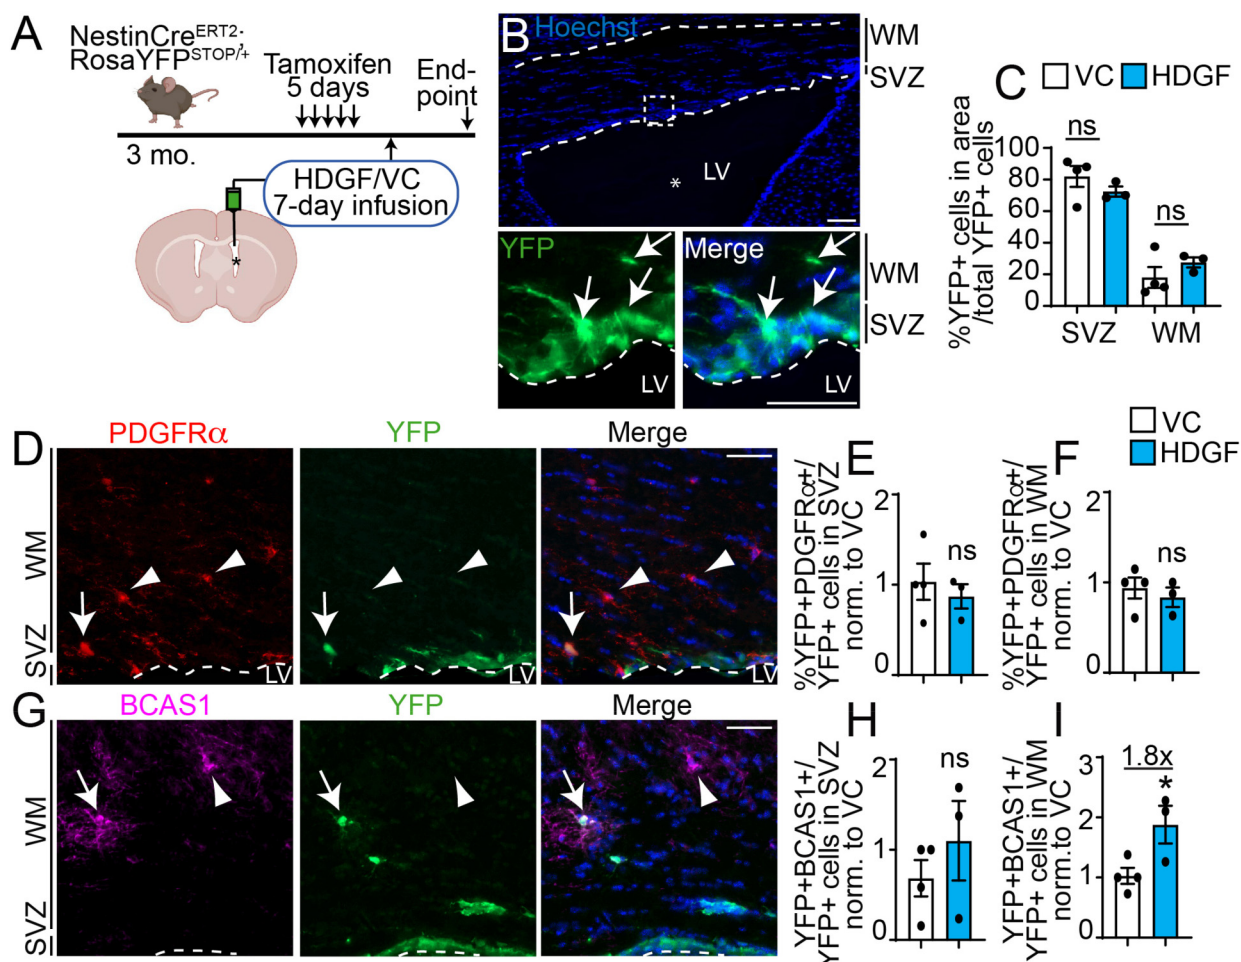 A
NestinCreERT2;
RosaYFPSTOP/+
Tamoxifen
5 days
End-
point
3 mo.
HDGF/VC
7-day infusion
*
B
Hoechst
WM
SVZ
LV
*
YFP
Merge
WM
SVZ
LV
LV
C
VC
HDGF
%YFP+ cells in area
/total YFP+ cells
100
80
60
40
20
0
ns
ns
SVZ
WM
VC
HDGF
D
PDGFRα
YFP
Merge
WM
SVZ
LV
LV
LV
E
%YFP+PDGFRα+/
YFP+ cells in SVZ
norm. to VC
2
1
0
ns
F
%YFP+PDGFRα+/
YFP+ cells in WM
norm. to VC
2
1
0
ns
G
BCAS1
YFP
Merge
WM
SVZ
H
YFP+BCAS1+/
YFP+ cells in SVZ
norm. to VC
2
1
0
ns
I
YFP+BCAS1+/
YFP+ cells in WM
norm. to VC
3
2
1
0
1.8x
*